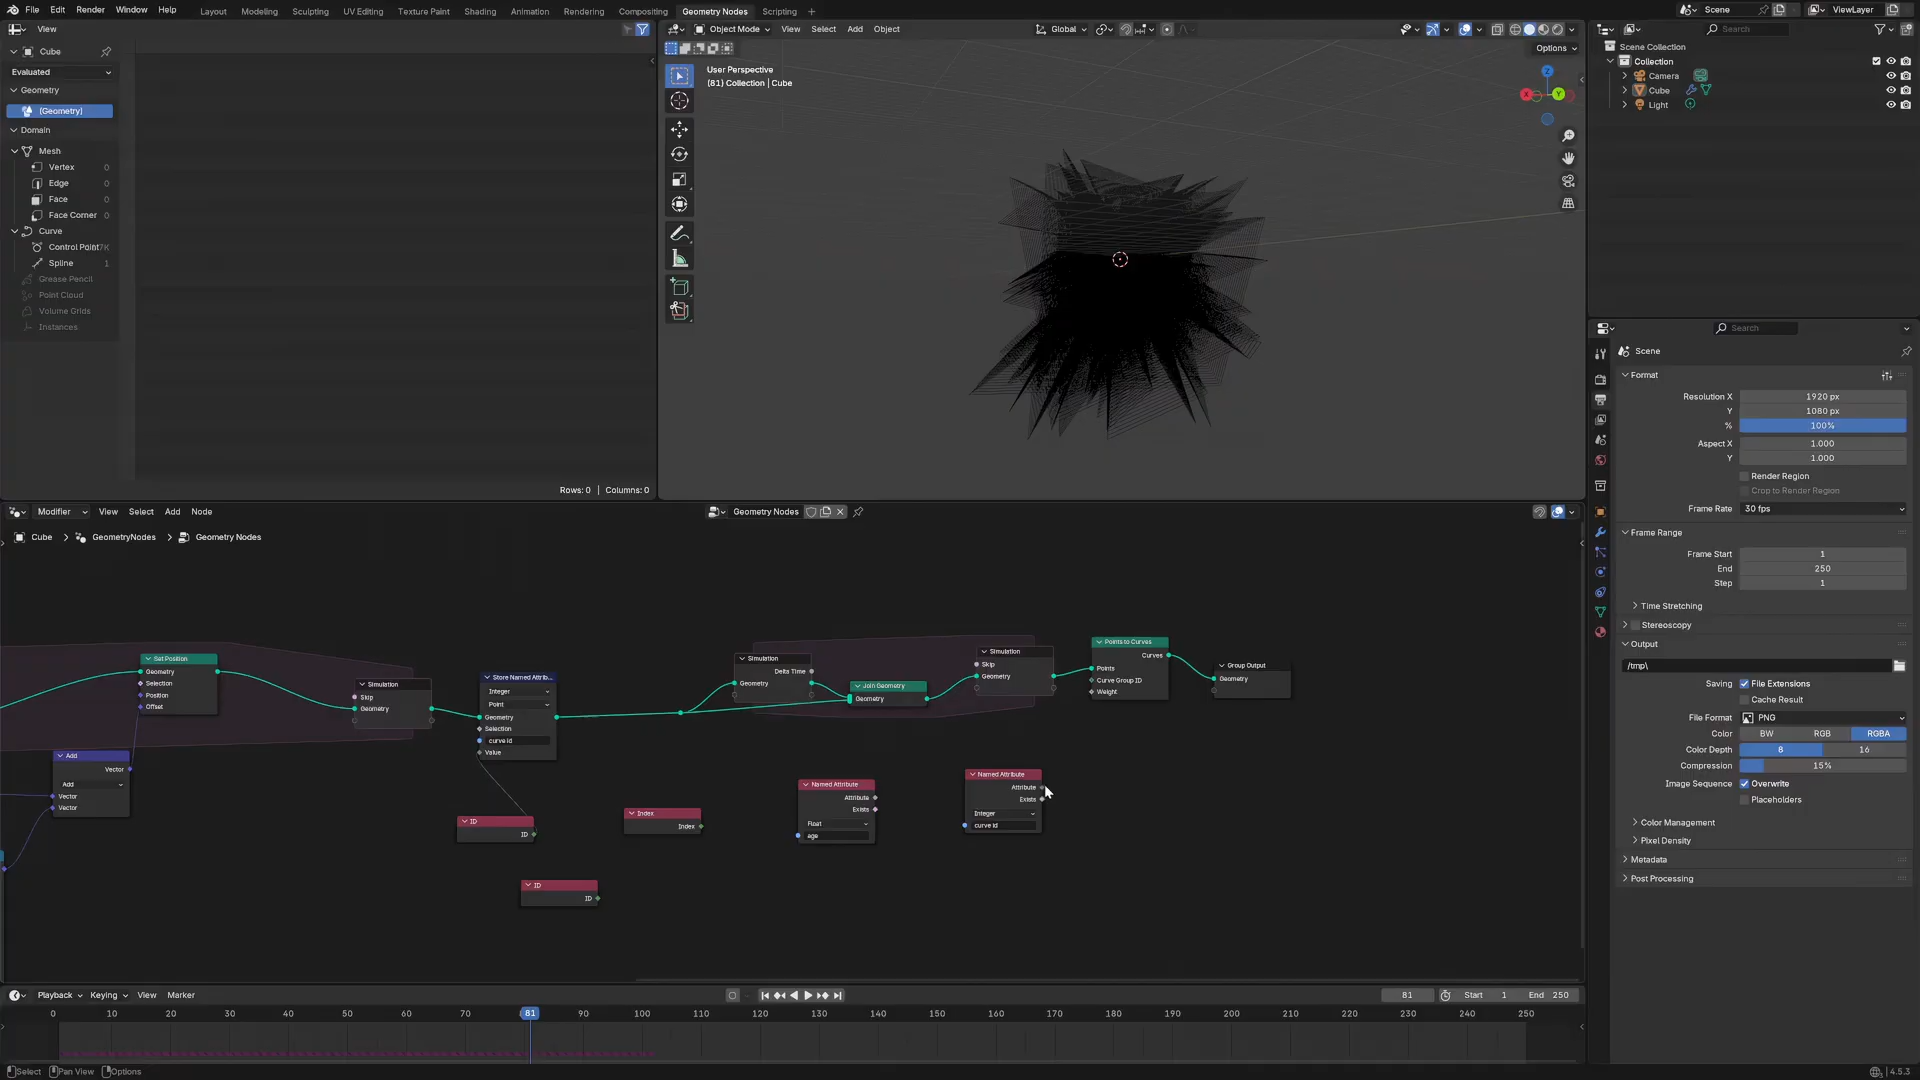 File Edit Render Window Help Layout Modeling Sculpting UV Editing Texture Paint Shading Animation Rendering Compositing Geometry Nodes Scripting Scene ViewLayer
View
Cube
Evaluated
Geometry
(Geometry)
Domain
Mesh
Vertex 0
Edge 0
Face 0
Face Corner 0
Curve
Spline 1
Grease Pencil
Point Cloud
Volume Grids
Instances
Rows: 0 | Columns: 0
Object Mode View Select Add Object Global
Options
User Perspective
(81) Collection | Cube
Search
Scene Collection
Collection
Camera
Cube
Light
Search
Scene
Format
Resolution X 1920 px
Y 1080 px
% 100%
Aspect X 1.000
Y 1.000
Render Region
Crop to Render Region
Frame Rate 30 fps
Frame Range
Frame Start 1
End 250
Step 1
Time Stretching
Stereoscopy
Output
/tmp\
Saving File Extensions
Cache Result
File Format PNG
Color BW RGB RGBA
Color Depth 8 16
Compression 15%
Image Sequence Overwrite
Placeholders
Color Management
Pixel Density
Metadata
Post Processing
Modifier View Select Add Node Geometry Nodes
Cube > GeometryNodes > Geometry Nodes
Set Position
Geometry
Selection
Position
Offset
Add
Vector
Add
Vector
Vector
Simulation
Skip
Geometry
Store Named Attrib...
Integer
Point
Geometry
Selection
curve id
Value
ID
ID
ID
ID
Index
Index
Simulation
Delta Time
Geometry
Join Geometry
Geometry
Simulation
Skip
Geometry
Points to Curves
Curves
Points
Curve Group ID
Weight
Group Output
Geometry
Named Attribute
Attribute
Exists
Float
age
Named Attribute
Attribute
Exists
Integer
curve id
Playback Keying View Marker 81 Start 1 End 250
0 10 20 30 40 50 60 70 81 90 100 110 120 130 140 150 160 170 180 190 200 210 220 230 240 250
Select Pan View Options 4.5.3